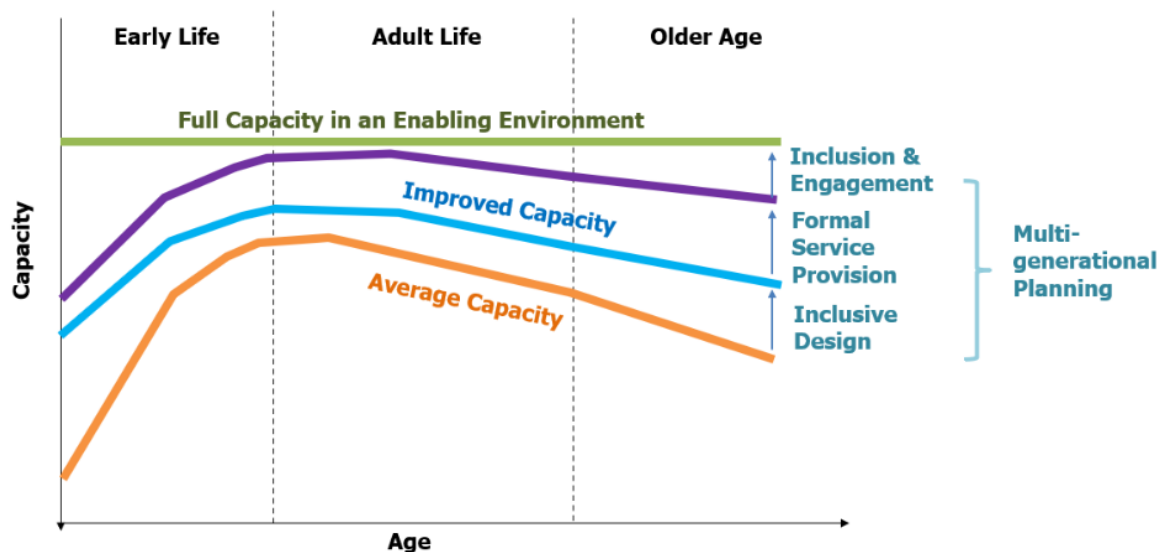 Early Life
Adult Life
Older Age
Full Capacity in an Enabling Environment
Inclusion &
Engagement
Improved Capacity
Formal
Service
Provision
Multi-
generational
Planning
Average Capacity
Inclusive
Design
Capacity
Age